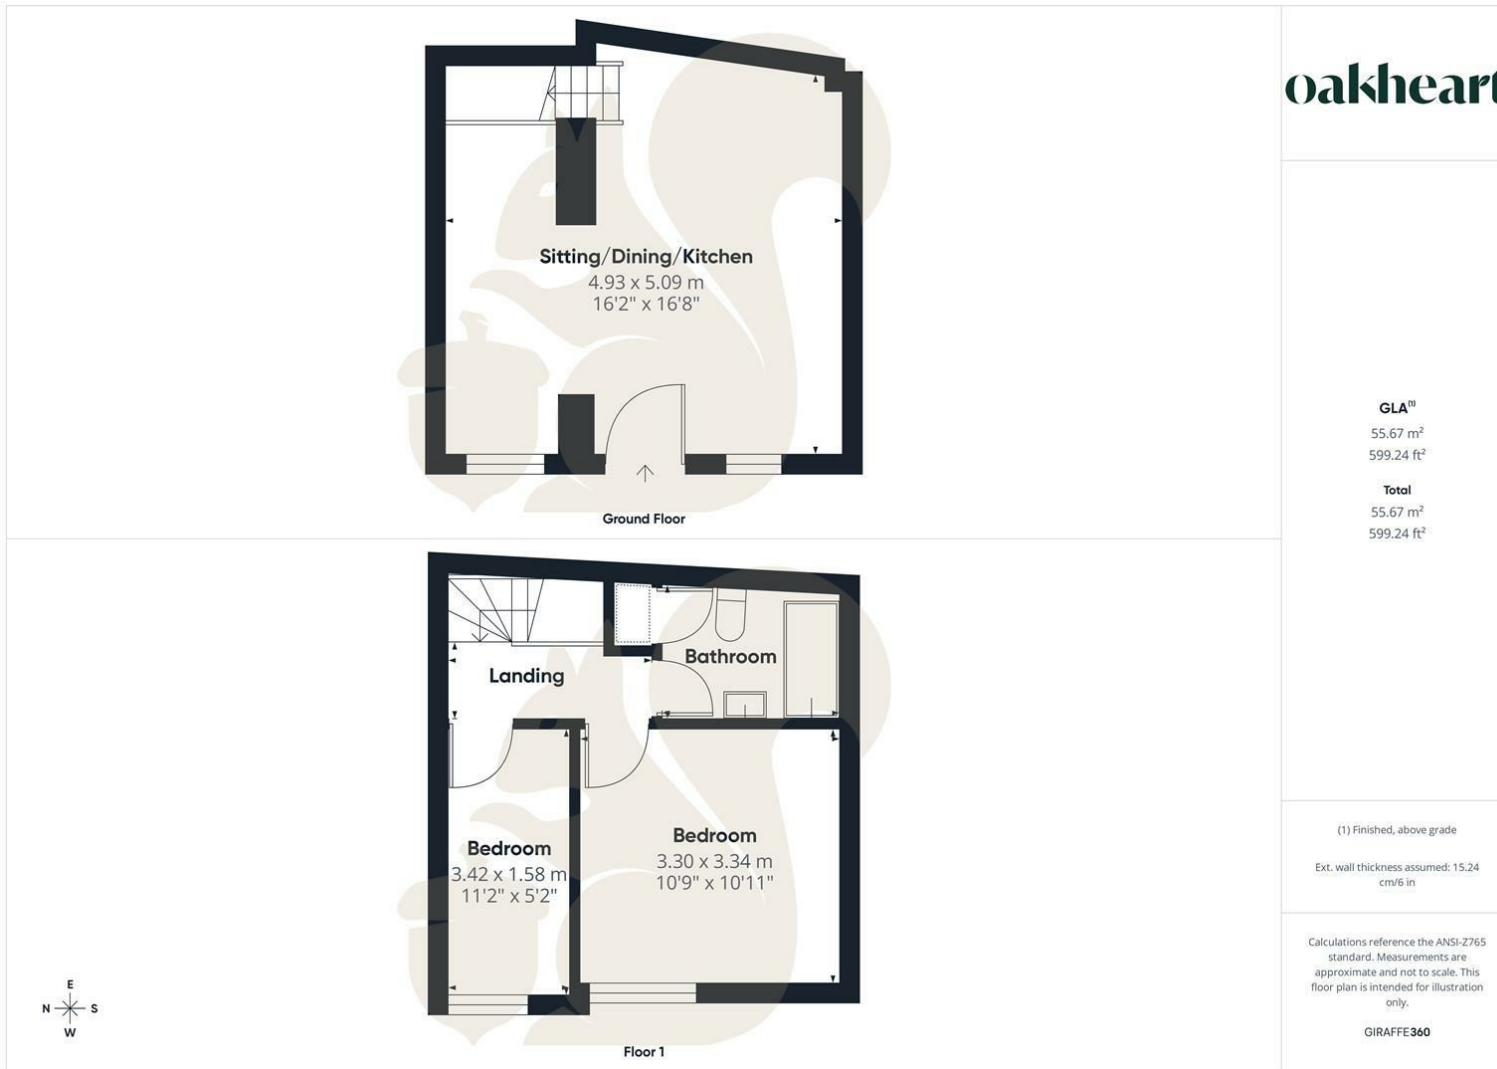 Sitting/Dining/Kitchen
4.93 x 5.09 m
16'2" x 16'8"
Ground Floor
Landing
Bathroom
Bedroom
3.42 x 1.58 m
11'2" x 5'2"
Bedroom
3.30 x 3.34 m
10'9" x 10'11"
Floor 1
E
N S
W
oakheart
GLA(1)
55.67 m²
599.24 ft²
Total
55.67 m²
599.24 ft²
(1) Finished, above grade
Ext. wall thickness assumed: 15.24
cm/6 in
Calculations reference the ANSI-Z765
standard. Measurements are
approximate and not to scale. This
floor plan is intended for illustration
only.
GIRAFFE360